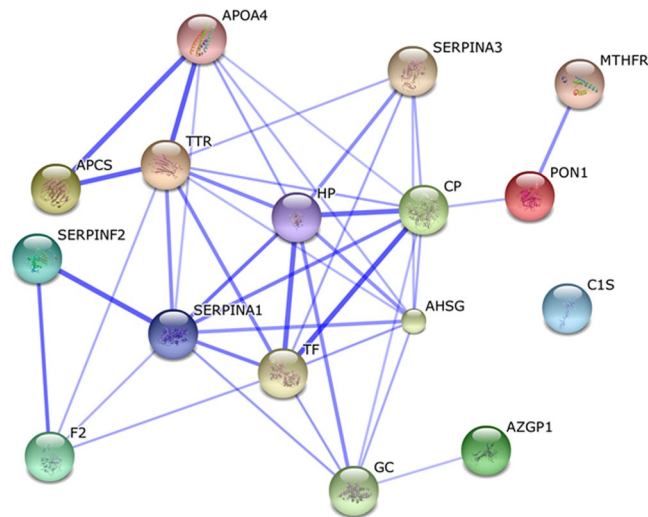 APOA4
SERPINA3
MTHFR
TTR
APCS
HP
CP
PON1
SERPINF2
C1S
SERPINA1
AHSG
TF
F2
AZGP1
GC